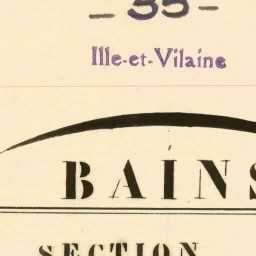 - 35 -
Ille-et-Vilaine
BAINS
SECTION